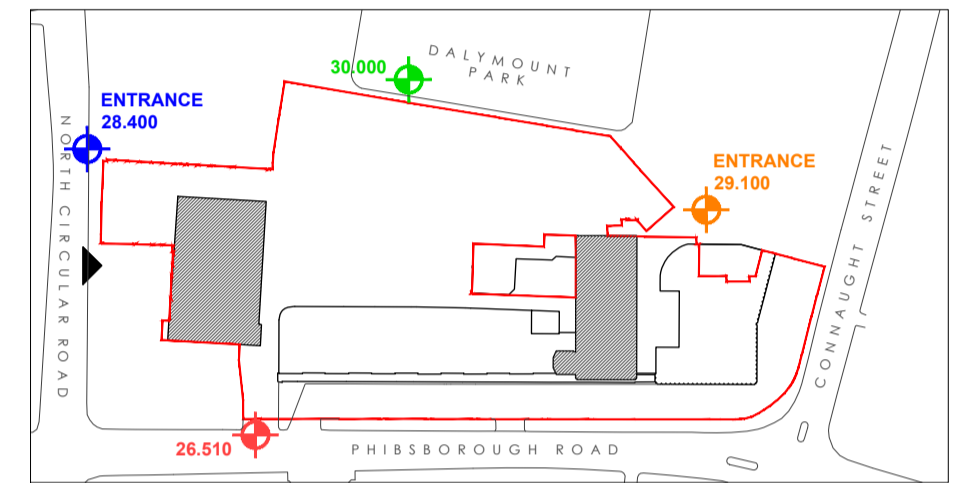 DALYMOUNT
PARK
30.000
ENTRANCE
28.400
NORTH CIRCULAR ROAD
ENTRANCE
29.100
CONNAUGHT STREET
26.510
PHIBSBOROUGH ROAD